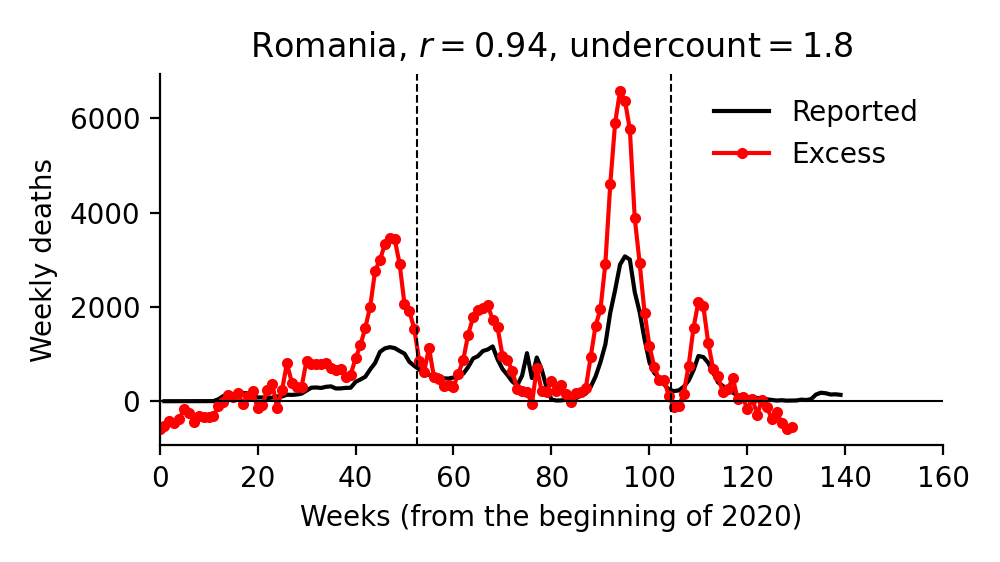 Romania, r = 0.94, undercount = 1.8
Reported
Excess
Weekly deaths
6000
4000
2000
0
0 20 40 60 80 100 120 140 160
Weeks (from the beginning of 2020)